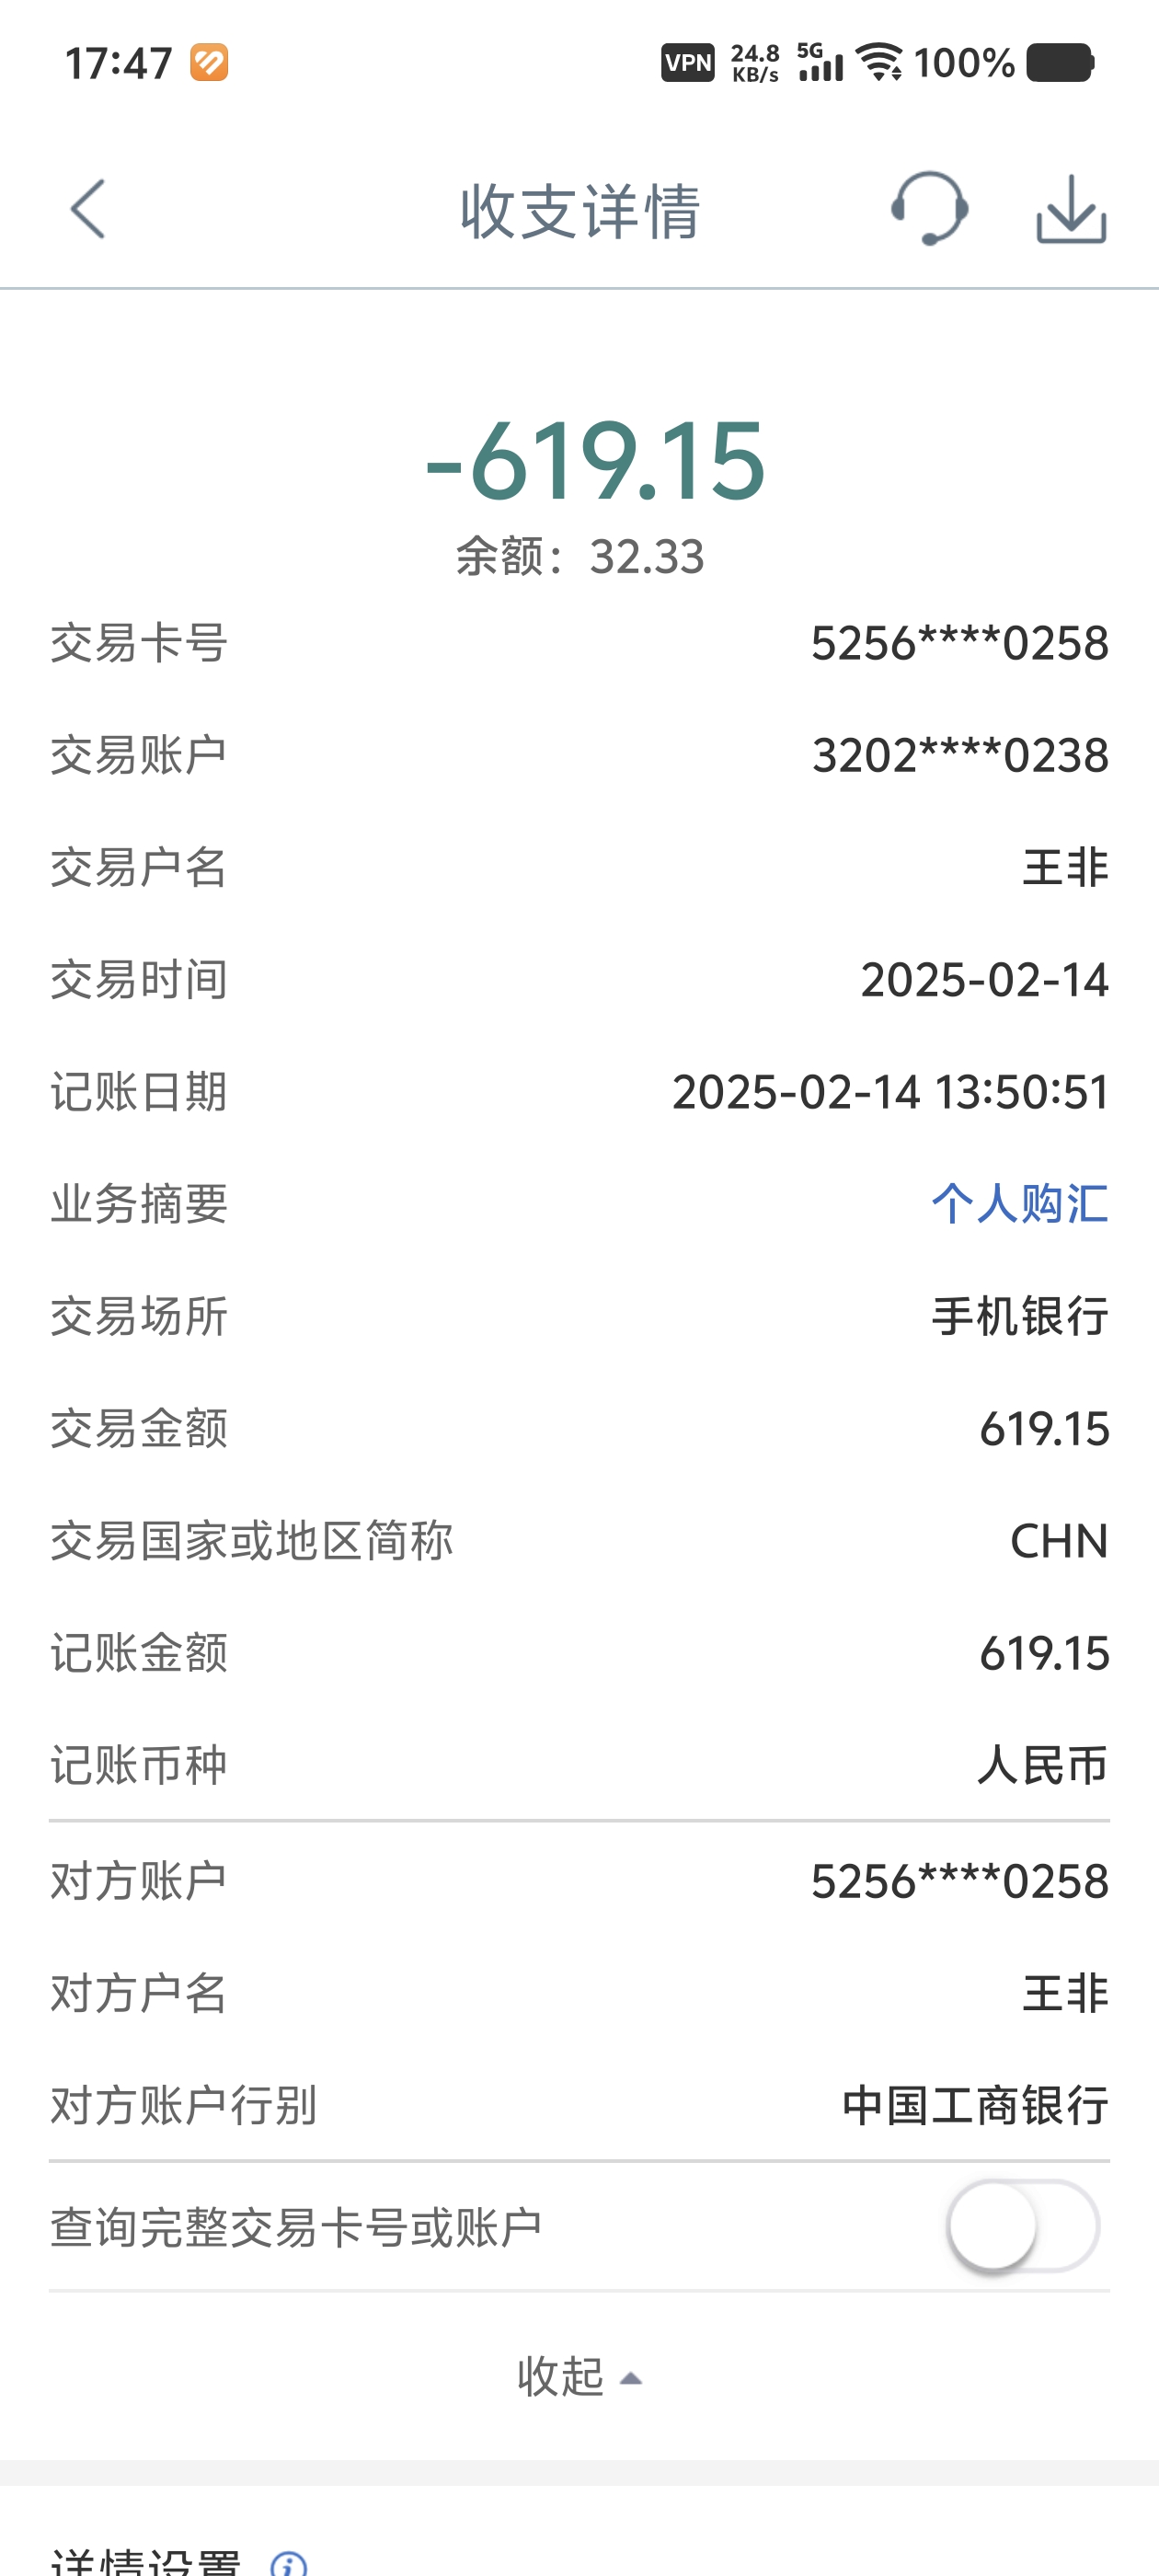 17:47 VPN 24.8 KB/s 5G 100%
收支详情
-619.15
余额：32.33
交易卡号 5256****0258
交易账户 3202****0238
交易户名 王非
交易时间 2025-02-14
记账日期 2025-02-14 13:50:51
业务摘要 个人购汇
交易场所 手机银行
交易金额 619.15
交易国家或地区简称 CHN
记账金额 619.15
记账币种 人民币
对方账户 5256****0258
对方户名 王非
对方账户行别 中国工商银行
查询完整交易卡号或账户
收起
详情设置